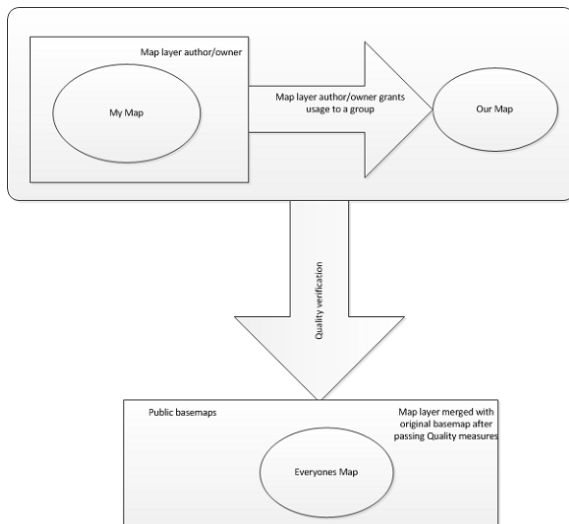 Map layer author/owner
My Map
Map layer author/owner grants
usage to a group
Our Map
Quality verification
Public basemaps
Map layer merged with
original basemap after
passing Quality measures
Everyones Map